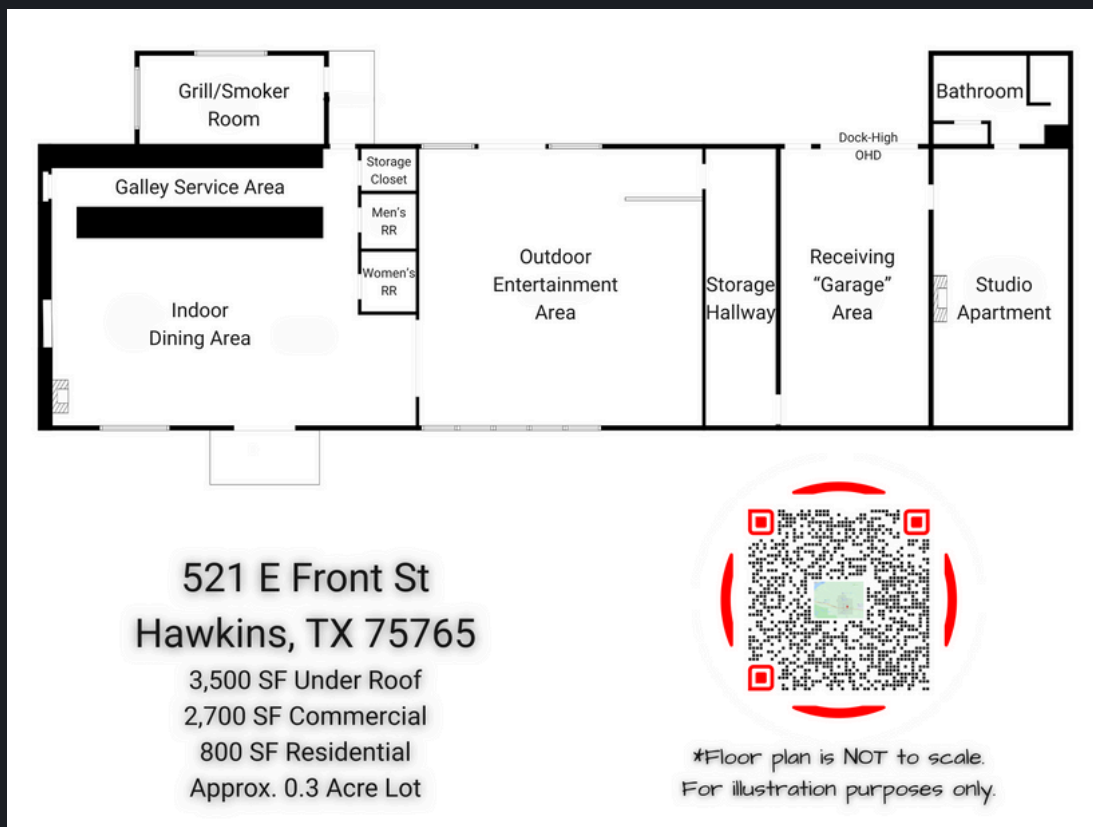 Grill/Smoker
Room
Bathroom
Dock-High
OHD
Storage
Closet
Galley Service Area
Men's
RR
Women's
RR
Indoor
Dining Area
Outdoor
Entertainment
Area
Storage
Hallway
Receiving
“Garage”
Area
Studio
Apartment
521 E Front St
Hawkins, TX 75765
3,500 SF Under Roof
2,700 SF Commercial
800 SF Residential
Approx. 0.3 Acre Lot
*Floor plan is NOT to scale.
For illustration purposes only.